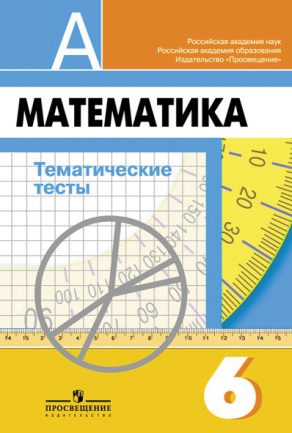 А
Российская академия наук
Российская академия образования
Издательство «Просвещение»
МАТЕМАТИКА
Тематические
тесты
6
ПРОСВЕЩЕНИЕ
ИЗДАТЕЛЬСТВО